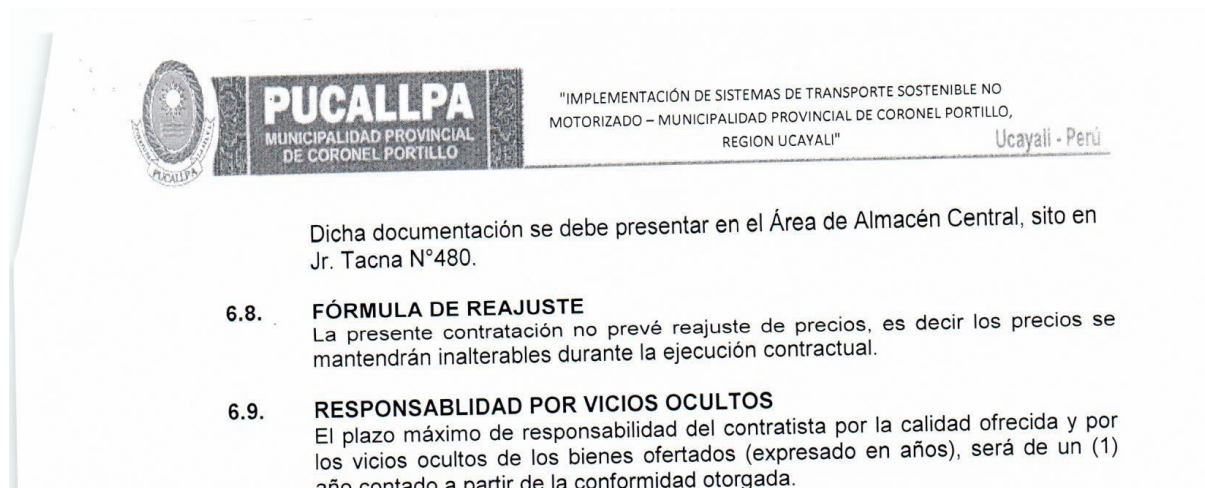 PUCALLPA
MUNICIPALIDAD PROVINCIAL
DE CORONEL PORTILLO
PUCALLPA
"IMPLEMENTACIÓN DE SISTEMAS DE TRANSPORTE SOSTENIBLE NO
MOTORIZADO – MUNICIPALIDAD PROVINCIAL DE CORONEL PORTILLO,
REGION UCAYALI"
Ucayali - Perú
Dicha documentación se debe presentar en el Área de Almacén Central, sito en
Jr. Tacna N°480.
6.8. FÓRMULA DE REAJUSTE
La presente contratación no prevé reajuste de precios, es decir los precios se
mantendrán inalterables durante la ejecución contractual.
6.9. RESPONSABLIDAD POR VICIOS OCULTOS
El plazo máximo de responsabilidad del contratista por la calidad ofrecida y por
los vicios ocultos de los bienes ofertados (expresado en años), será de un (1)
año contado a partir de la conformidad otorgada.